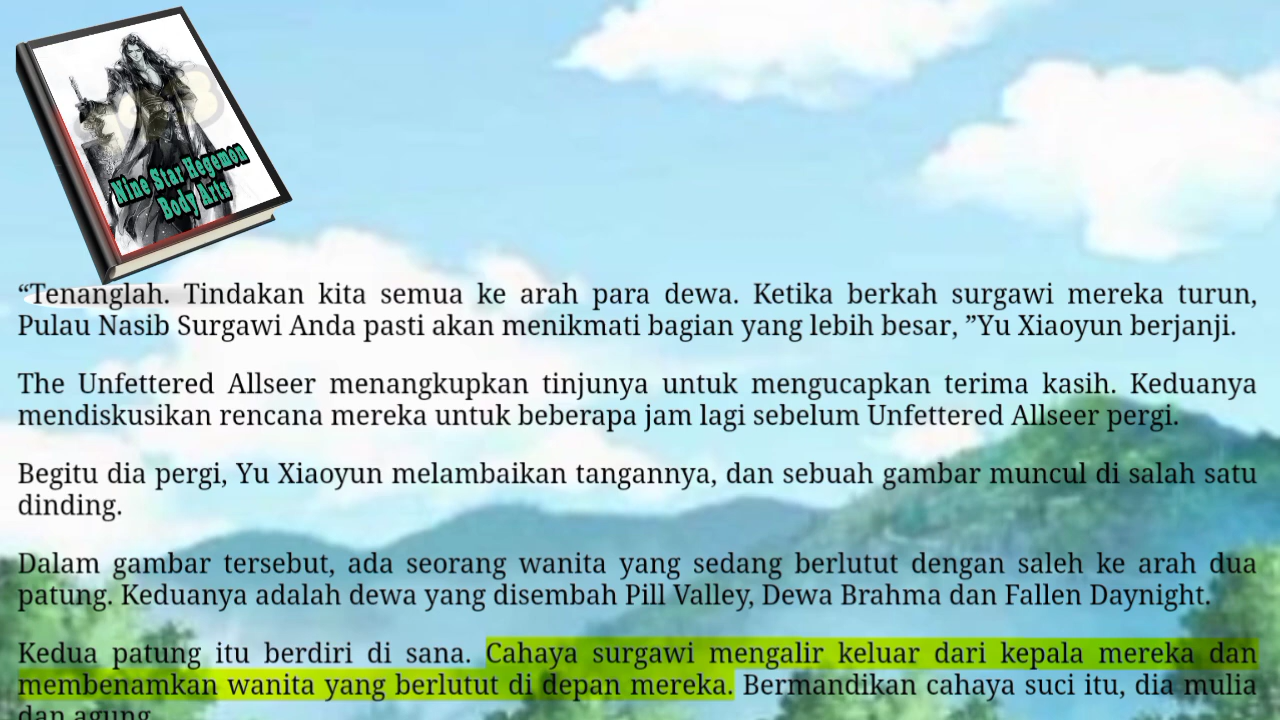 Nine Star Hegemon
Body Arts
“Tenanglah. Tindakan kita semua ke arah para dewa. Ketika berkah surgawi mereka turun,
Pulau Nasib Surgawi Anda pasti akan menikmati bagian yang lebih besar, ”Yu Xiaoyun berjanji.
The Unfettered Allseer menangkupkan tinjunya untuk mengucapkan terima kasih. Keduanya
mendiskusikan rencana mereka untuk beberapa jam lagi sebelum Unfettered Allseer pergi.
Begitu dia pergi, Yu Xiaoyun melambaikan tangannya, dan sebuah gambar muncul di salah satu
dinding.
Dalam gambar tersebut, ada seorang wanita yang sedang berlutut dengan saleh ke arah dua
patung. Keduanya adalah dewa yang disembah Pill Valley, Dewa Brahma dan Fallen Daynight.
Kedua patung itu berdiri di sana. Cahaya surgawi mengalir keluar dari kepala mereka dan
membenamkan wanita yang berlutut di depan mereka. Bermandikan cahaya suci itu, dia mulia
dan agung.